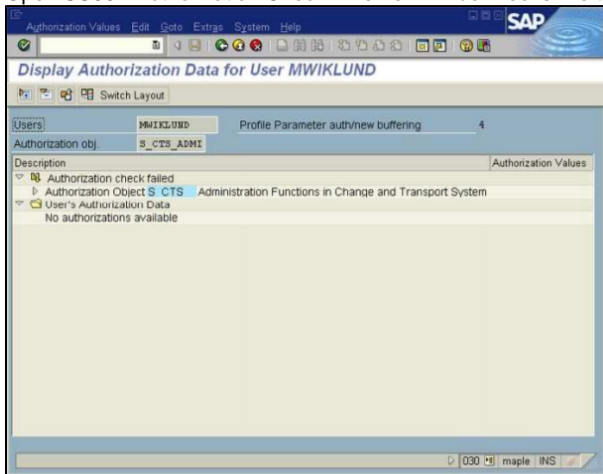 Authorization Values Edit Goto Extras System Help
SAP
Display Authorization Data for User MWIKLUND
Switch Layout
Users MWIKLUND Profile Parameter auth/new buffering 4
Authorization obj. S_CTS_ADMI
Description Authorization Values
Authorization check failed
Authorization Object S_CTS Administration Functions in Change and Transport System
User's Authorization Data
No authorizations available
030 maple INS